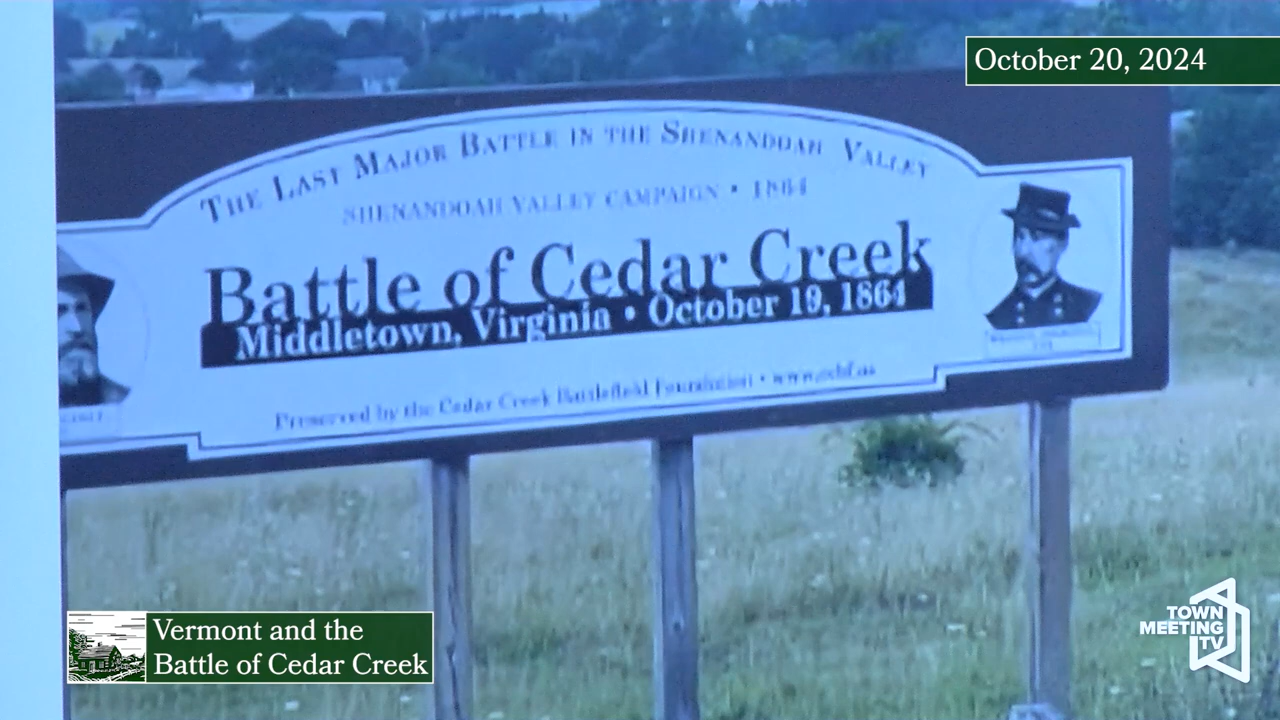 October 20, 2024
THE LAST MAJOR BATTLE IN THE SHENANDOAH VALLEY
SHENANDOAH VALLEY CAMPAIGN • 1864
Battle of Cedar Creek
Middletown, Virginia • October 19, 1864
Preserved by the Cedar Creek Battlefield Foundation •
Vermont and the
Battle of Cedar Creek
TOWN
MEETING
TV